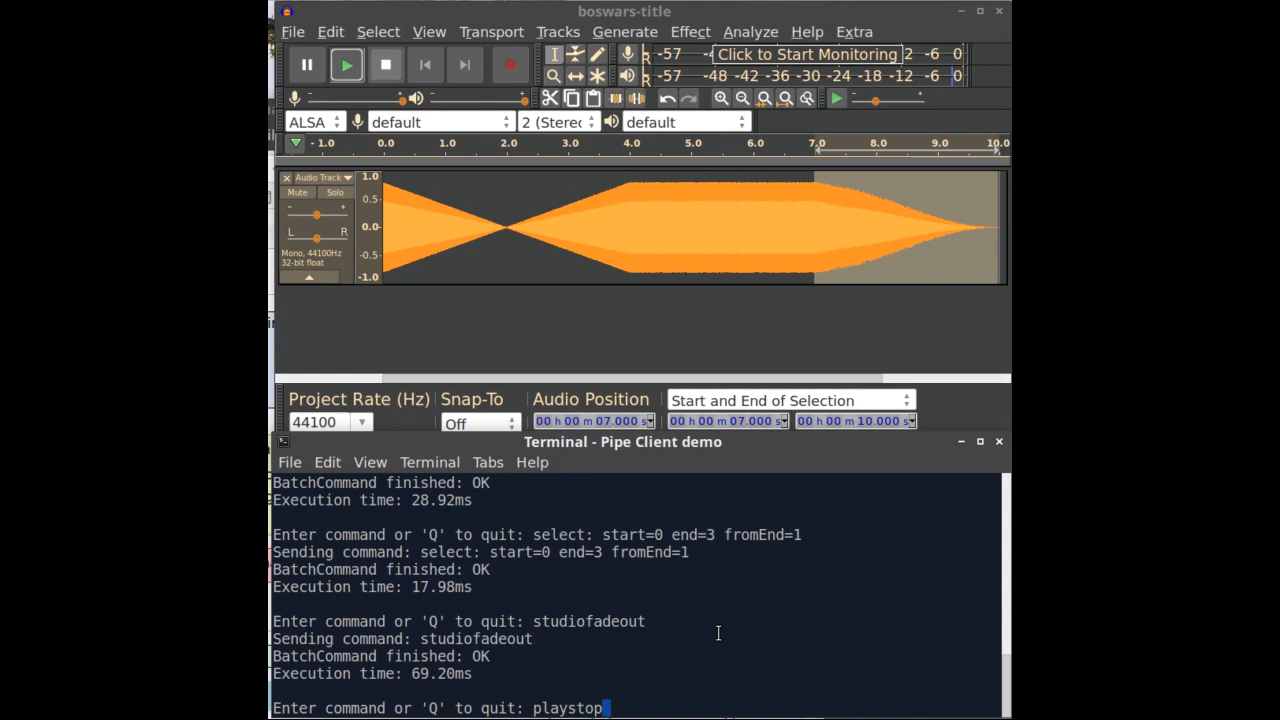 boswars-title
File Edit Select View Transport Tracks Generate Effect Analyze Help Extra
R -57 Click to Start Monitoring 2 -6 0
R -57 -48 -42 -36 -30 -24 -18 -12 -6 0
ALSA default 2 (Stereo default
-1.0 0.0 1.0 2.0 3.0 4.0 5.0 6.0 7.0 8.0 9.0 10.0
Audio Track 1.0
Mute Solo 0.5
- +
L R 0.0
Mono, 44100Hz -0.5
32-bit float
-1.0
Project Rate (Hz) Snap-To Audio Position Start and End of Selection
44100 Off 00 h 00 m 07.000 s 00 h 00 m 07.000 s 00 h 00 m 10.000 s
Terminal - Pipe Client demo
File Edit View Terminal Tabs Help
BatchCommand finished: OK
Execution time: 28.92ms
Enter command or 'Q' to quit: select: start=0 end=3 fromEnd=1
Sending command: select: start=0 end=3 fromEnd=1
BatchCommand finished: OK
Execution time: 17.98ms
Enter command or 'Q' to quit: studiofadeout
Sending command: studiofadeout
BatchCommand finished: OK
Execution time: 69.20ms
Enter command or 'Q' to quit: playstop